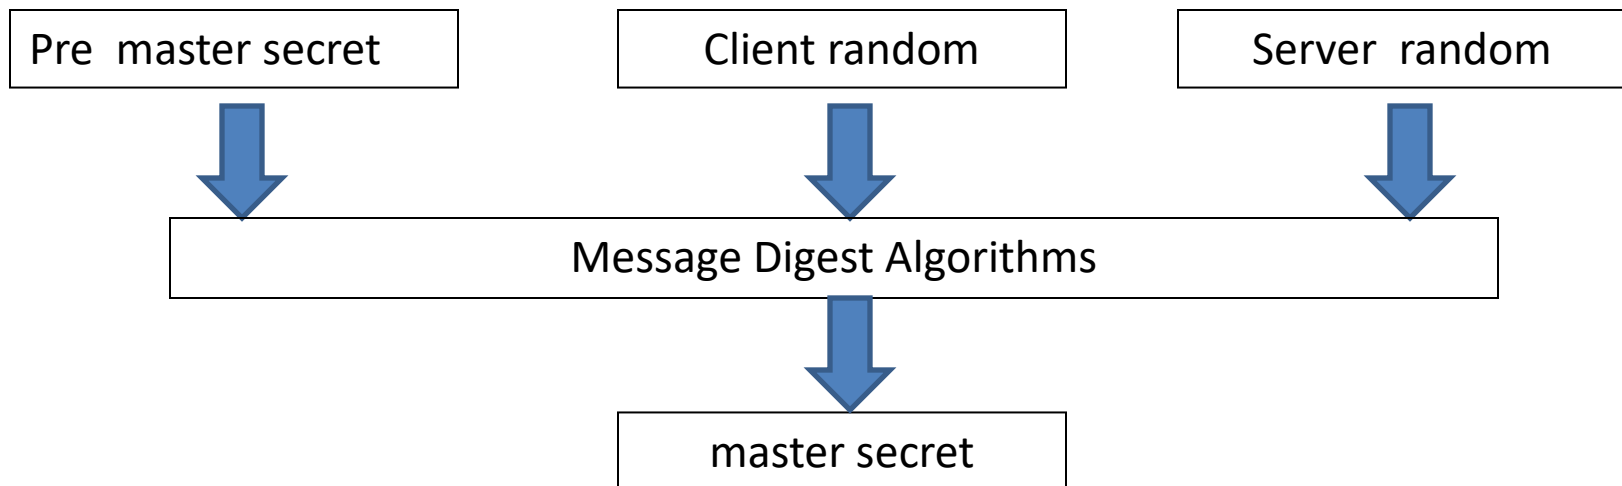 Pre  master secret
Client random
Server  random
Message Digest Algorithms
master secret